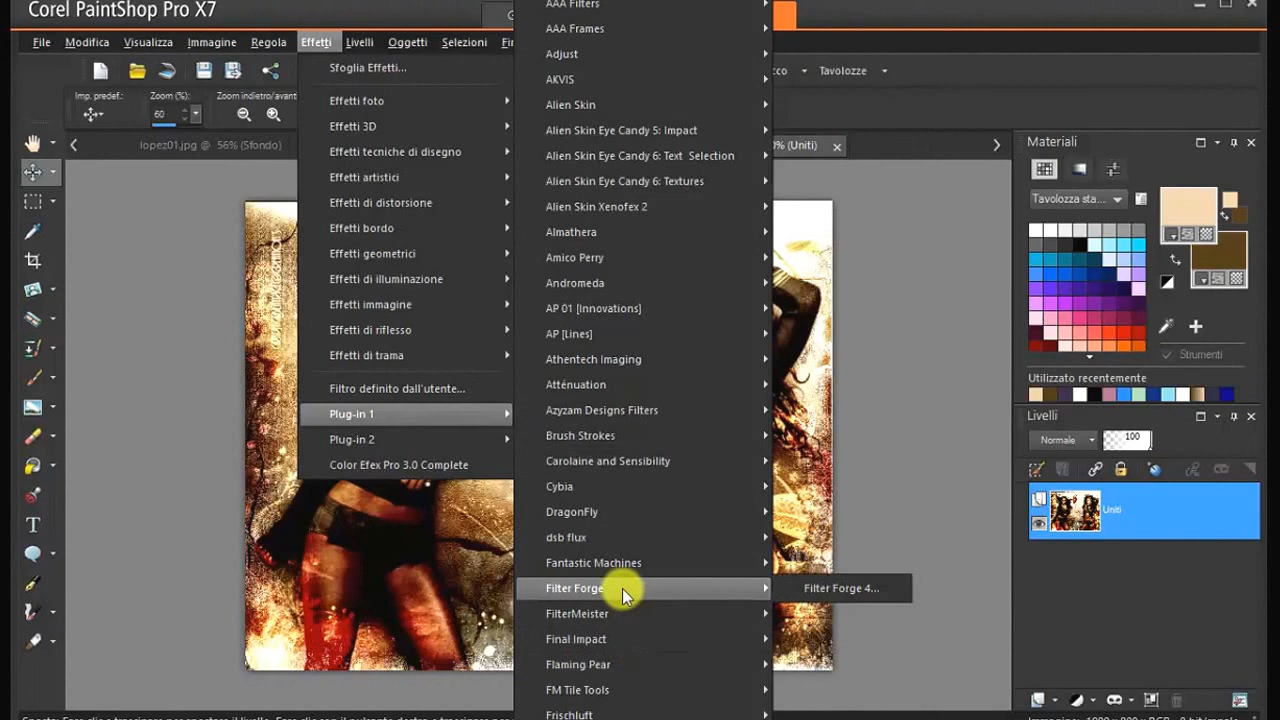 Corel PaintShop Pro X7
File Modifica Visualizza Immagine Regola Effetti Livelli Oggetti Selezioni
Tavolozze
Imp. predef.: Zoom (%): Zoom indietro/avant
60
lopez01.jpg @ 56% (Sfondo)
(Uniti)
Sfoglia Effetti...
Effetti foto
Effetti 3D
Effetti tecniche di disegno
Effetti artistici
Effetti di distorsione
Effetti bordo
Effetti geometrici
Effetti di illuminazione
Effetti immagine
Effetti di riflesso
Effetti di trama
Filtro definito dall'utente...
Plug-in 1
Plug-in 2
Color Efex Pro 3.0 Complete
AAA Filters
AAA Frames
Adjust
AKVIS
Alien Skin
Alien Skin Eye Candy 5: Impact
Alien Skin Eye Candy 6: Text Selection
Alien Skin Eye Candy 6: Textures
Alien Skin Xenofex 2
Almathera
Amico Perry
Andromeda
AP 01 [Innovations]
AP [Lines]
Athentech Imaging
Atténuation
Azyzam Designs Filters
Brush Strokes
Carolaine and Sensibility
Cybia
DragonFly
dsb flux
Fantastic Machines
Filter Forge
FilterMeister
Final Impact
Flaming Pear
FM Tile Tools
Frischluft
Filter Forge 4...
Materiali
Tavolozza sta...
Strumenti
Utilizzato recentemente
Livelli
Normale
100
Uniti